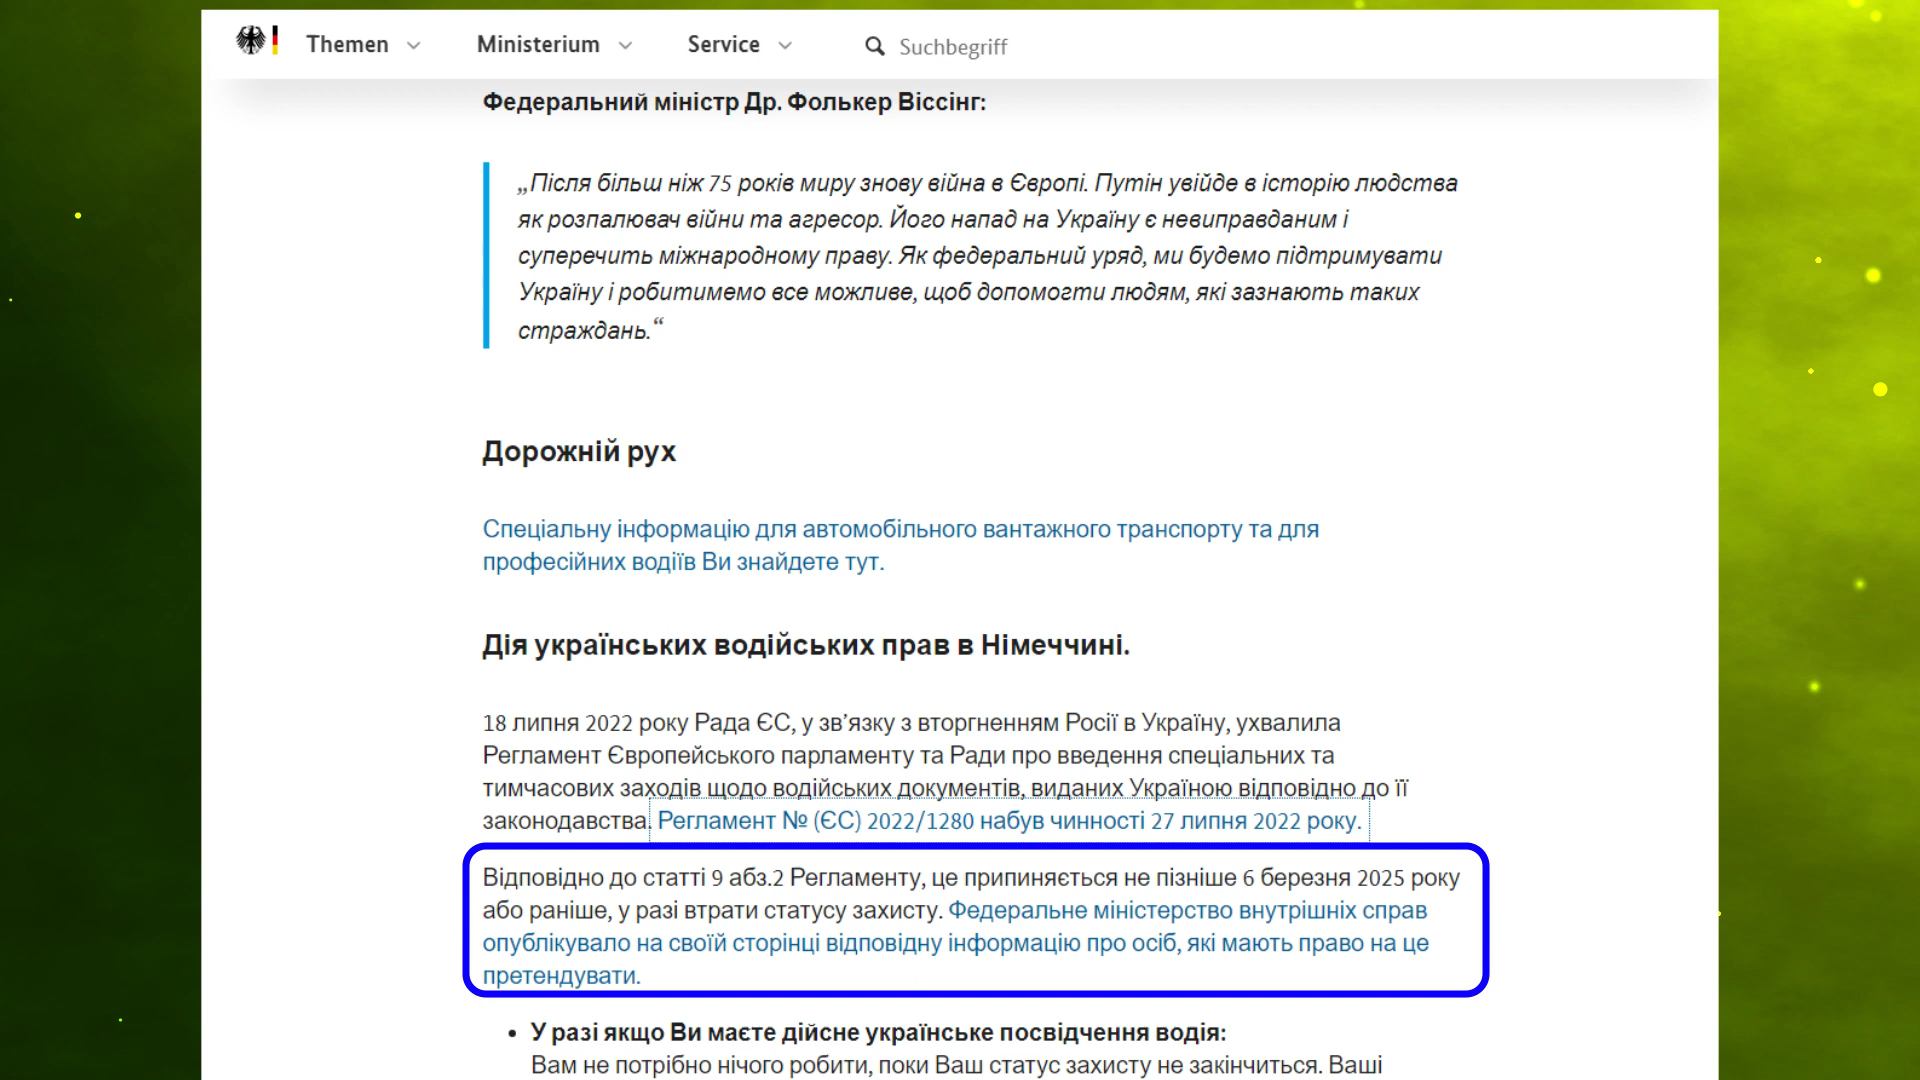 Themen Ministerium Service Suchbegriff
Федеральний міністр Др. Фолькер Віссінг:
„Після більш ніж 75 років миру знову війна в Європі. Путін увійде в історію людства
як розпалювач війни та агресор. Його напад на Україну є невиправданим і
суперечить міжнародному праву. Як федеральний уряд, ми будемо підтримувати
Україну і робитимемо все можливе, щоб допомогти людям, які зазнають таких
страждань.“
Дорожній рух
Спеціальну інформацію для автомобільного вантажного транспорту та для
професійних водіїв Ви знайдете тут.
Дія українських водійських прав в Німеччині.
18 липня 2022 року Рада ЄС, у зв’язку з вторгненням Росії в Україну, ухвалила
Регламент Європейського парламенту та Ради про введення спеціальних та
тимчасових заходів щодо водійських документів, виданих Україною відповідно до її
законодавства. Регламент № (ЄС) 2022/1280 набув чинності 27 липня 2022 року.
Відповідно до статті 9 абз.2 Регламенту, це припиняється не пізніше 6 березня 2025 року
або раніше, у разі втрати статусу захисту. Федеральне міністерство внутрішніх справ
опублікувало на своїй сторінці відповідну інформацію про осіб, які мають право на це
претендувати.
• У разі якщо Ви маєте дійсне українське посвідчення водія:
Вам не потрібно нічого робити, поки Ваш статус захисту не закінчиться. Ваші